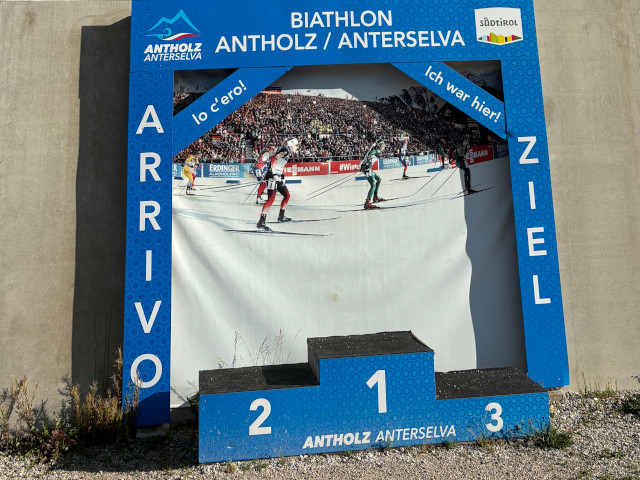 BIATHLON
ANTHOLZ / ANTERSELVA
ANTHOLZ
ANTERSELVA
SÜDTIROL
Io c'ero!
Ich war hier!
ARRIVO
ZIEL
ERDINGER
ALKOHOLFREI
2
1
3
ANTHOLZ ANTERSELVA